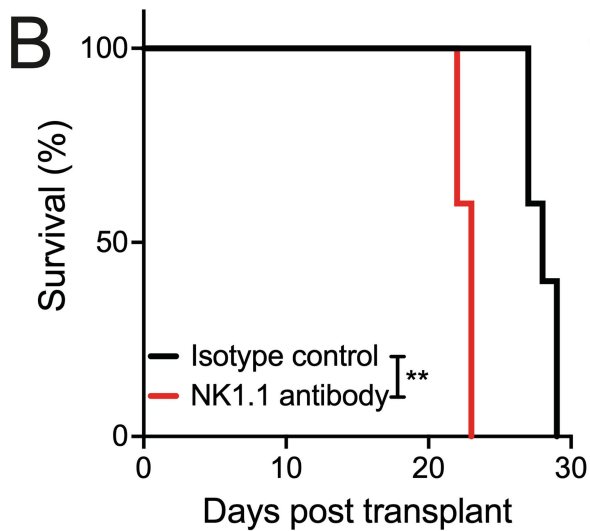 B
Survival (%)
100
50
0
Isotype control
NK1.1 antibody
**
0 10 20 30
Days post transplant